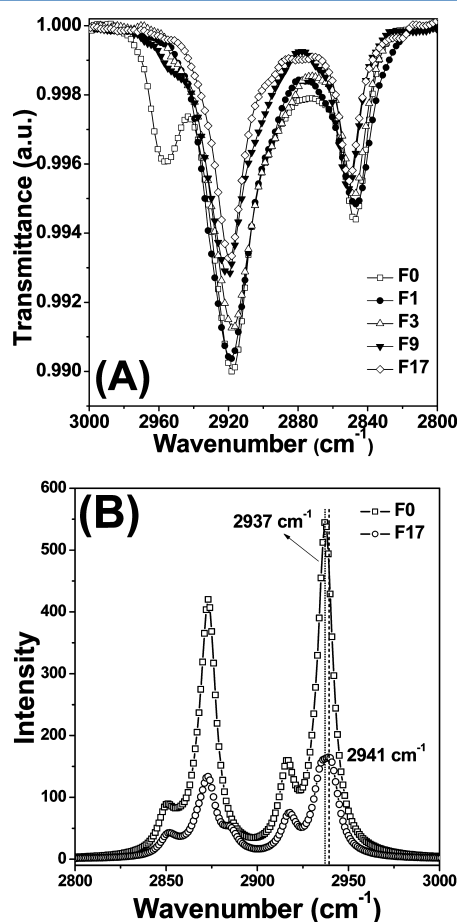 1.000
0.998
0.996
0.994
0.992
0.990
Transmittance (a.u.)
F0
F1
F3
F9
F17
(A)
3000 2960 2920 2880 2840 2800
Wavenumber (cm⁻¹)
600
500
400
300
200
100
0
Intensity
(B)
F0
F17
2937 cm⁻¹
2941 cm⁻¹
2800 2850 2900 2950 3000
Wavenumber (cm⁻¹)